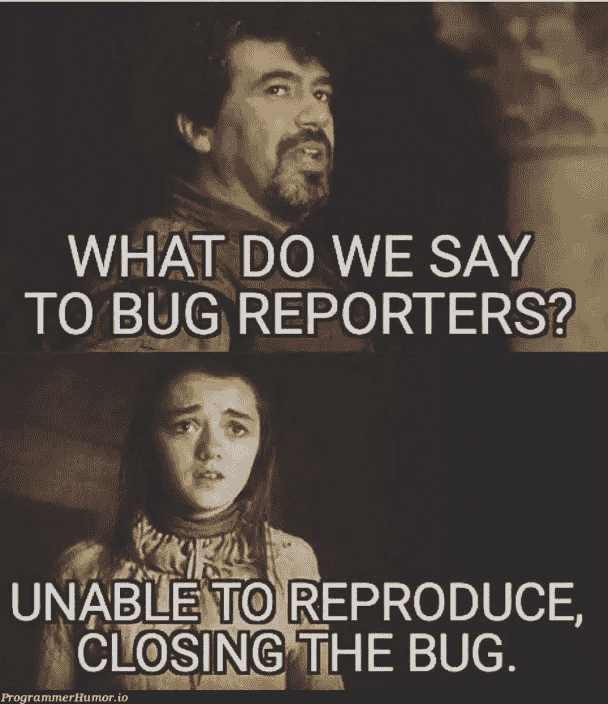 WHAT DO WE SAY
TO BUG REPORTERS?
UNABLE TO REPRODUCE,
CLOSING THE BUG.
ProgrammerHumor.io